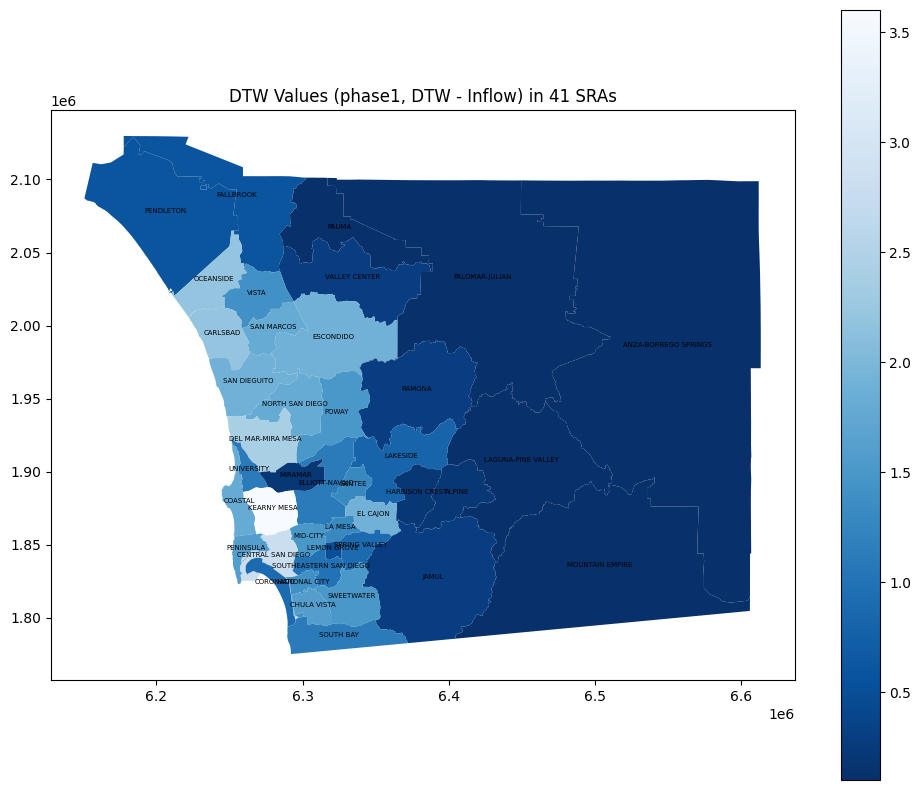 DTW Values (phase1, DTW - Inflow) in 41 SRAs
1e6
2.10
2.05
2.00
1.95
1.90
1.85
1.80
6.2
6.3
6.4
6.5
6.6
1e6
3.5
3.0
2.5
2.0
1.5
1.0
0.5
FALLBROOK
PENDLETON
PAUMA
OCEANSIDE
VALLEY CENTER
PALOMAR-JULIAN
VISTA
SAN MARCOS
CARLSBAD
ESCONDIDO
ANZA-BORREGO SPRINGS
SAN DIEGUITO
RAMONA
NORTH SAN DIEGO
POWAY
DEL MAR-MIRA MESA
LAKESIDE
LAGUNA-PINE VALLEY
UNIVERSITY
MIRAMAR
ELLIOTT-NAVAJO
SANTEE
HARBISON CREST
ALPINE
COASTAL
KEARNY MESA
EL CAJON
LA MESA
MID-CITY
PENINSULA
LEMON GROVE
SPRING VALLEY
CENTRAL SAN DIEGO
SOUTHEASTERN SAN DIEGO
MOUNTAIN EMPIRE
CORONADO
NATIONAL CITY
JAMUL
SWEETWATER
CHULA VISTA
SOUTH BAY